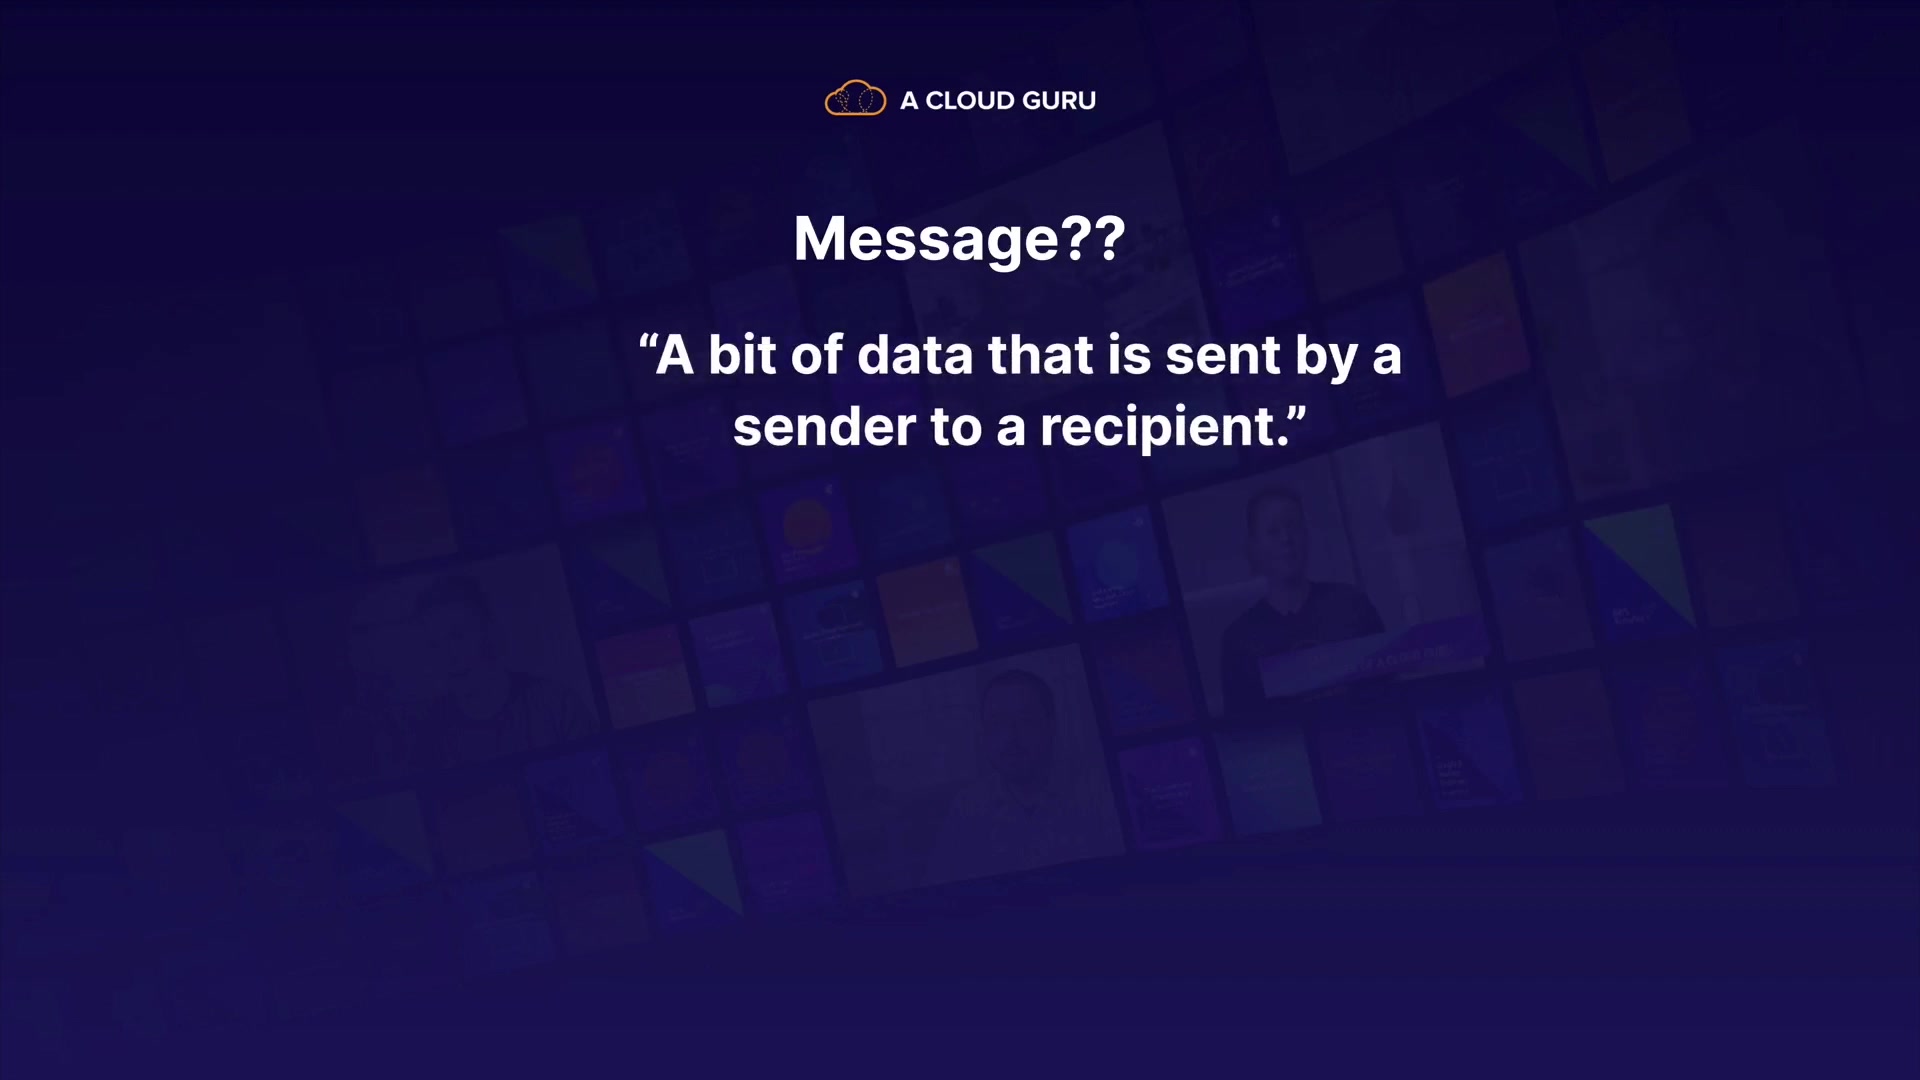 A CLOUD GURU
Message??
“A bit of data that is sent by a
sender to a recipient.”